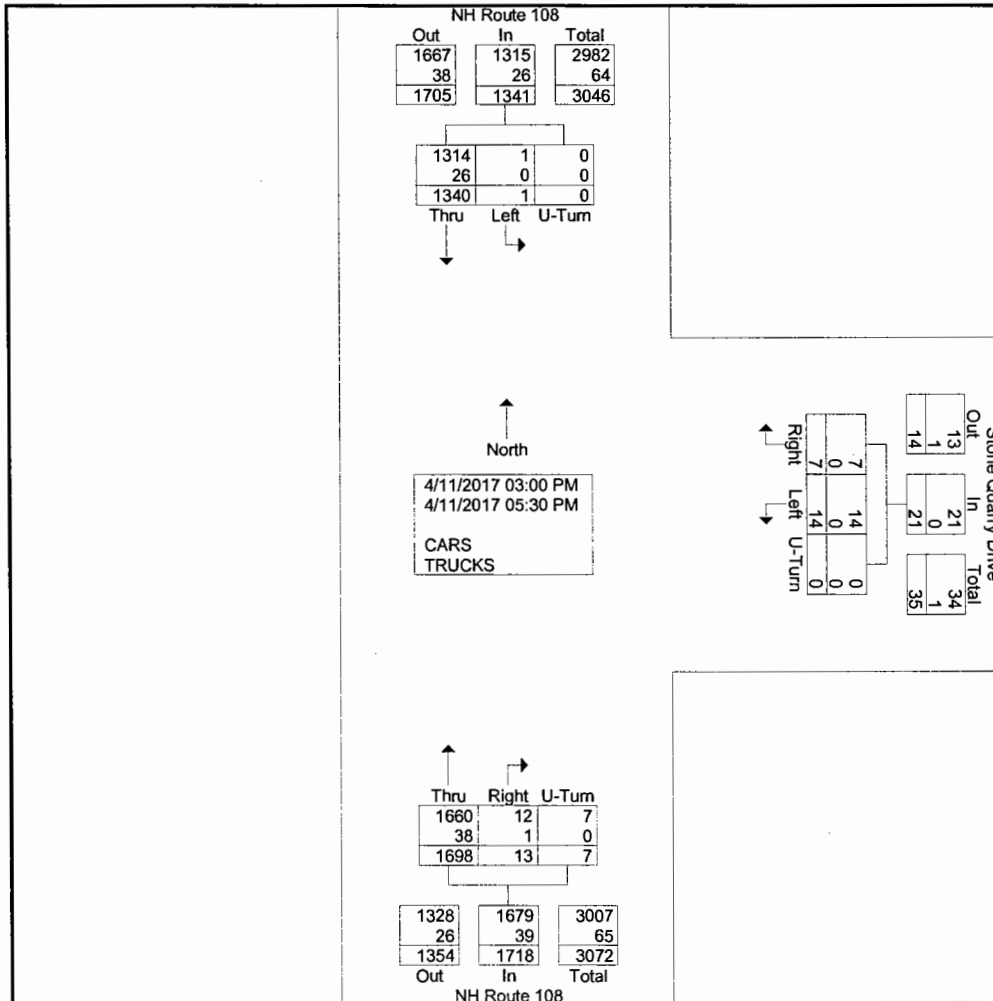 NH Route 108
Out In Total
1667 1315 2982
38 26 64
1705 1341 3046
1314 1 0
26 0 0
1340 1 0
Thru Left U-Turn
North
4/11/2017 03:00 PM
4/11/2017 05:30 PM
CARS
TRUCKS
Stone Quarry Drive
Out In Total
13 21 34
1 0 1
14 21 35
7 14 0
0 0 0
7 14 0
Right Left U-Turn
Thru Right U-Turn
1660 12 7
38 1 0
1698 13 7
1328 1679 3007
26 39 65
1354 1718 3072
Out In Total
NH Route 108